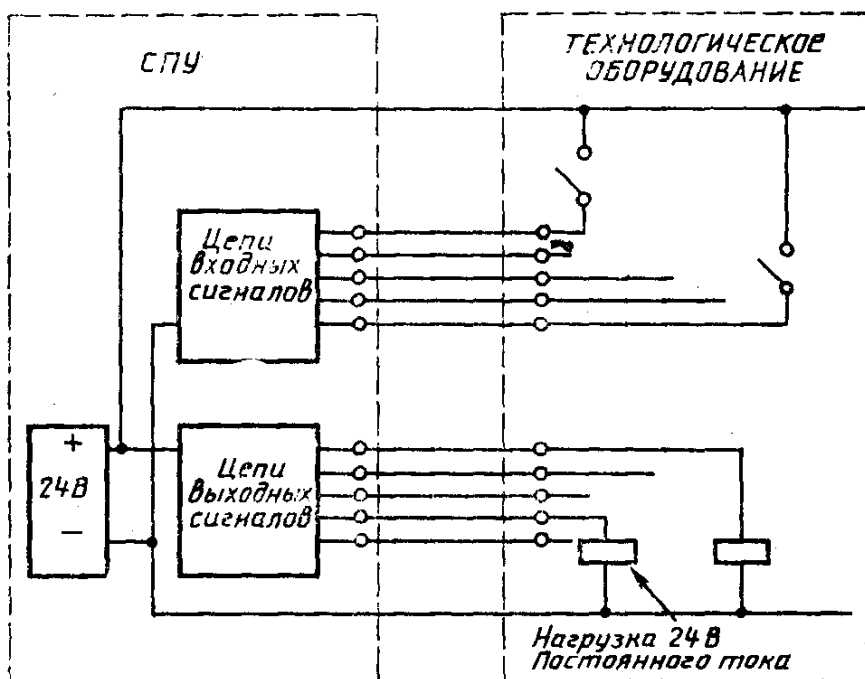 СПУ
ТЕХНОЛОГИЧЕСКОЕ
ОБОРУДОВАНИЕ
Цепи
входных
сигналов
+
24В
—
Цепи
выходных
сигналов
Нагрузка 24В
Постоянного тока